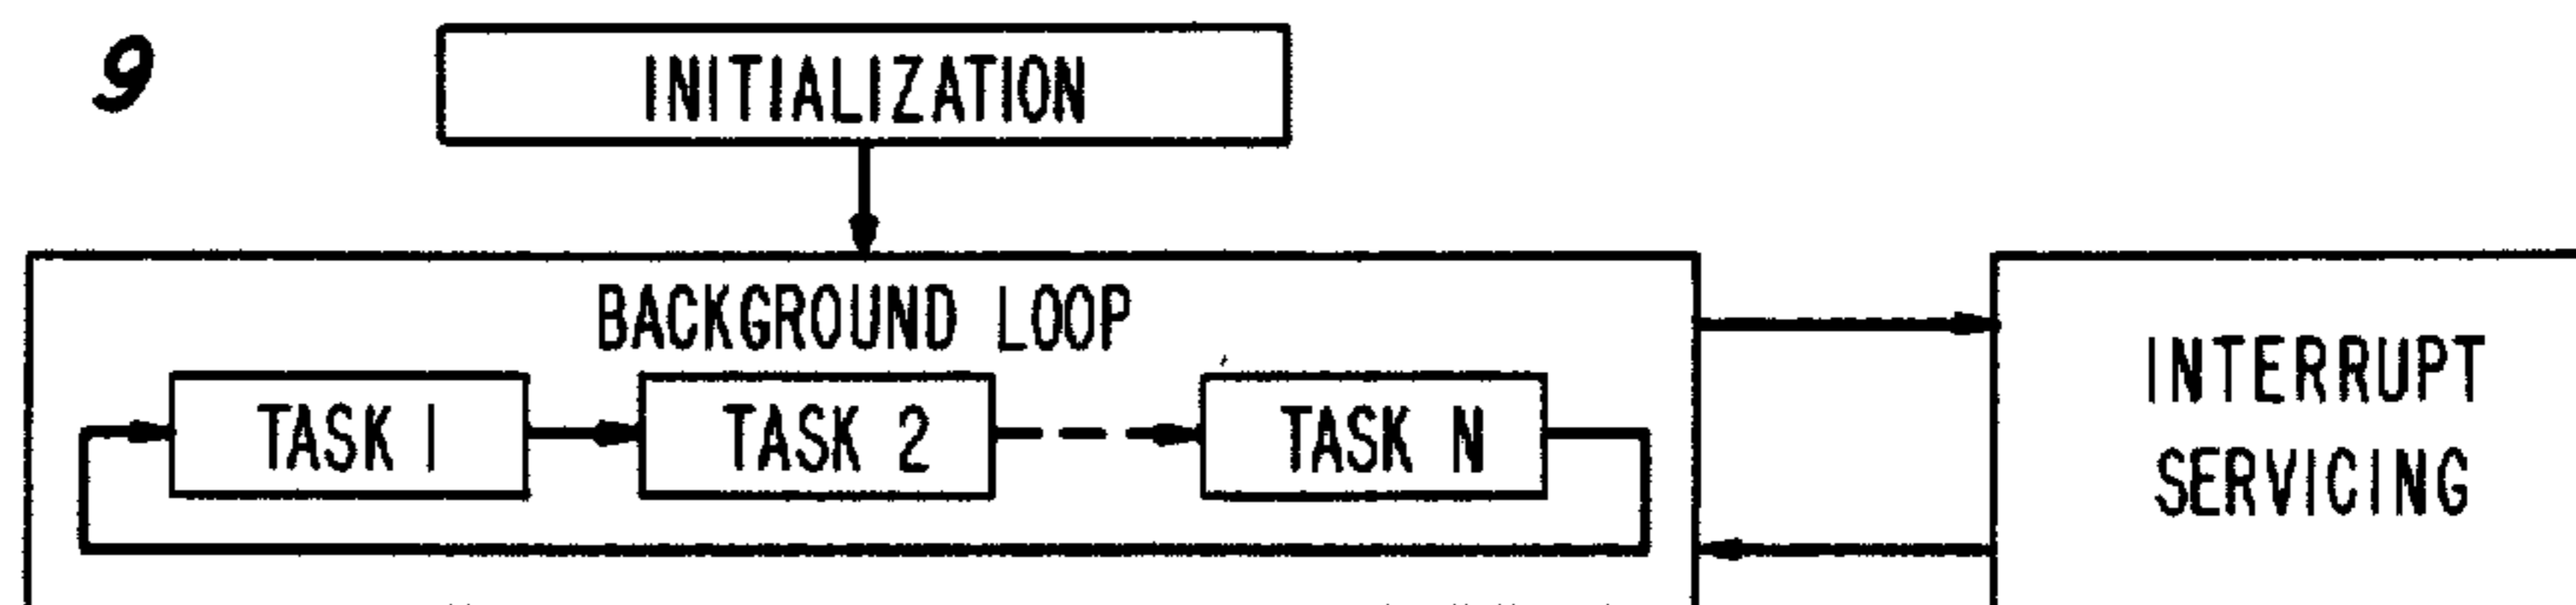 9
INITIALIZATION
BACKGROUND LOOP
TASK 1
TASK 2
TASK N
INTERRUPT
SERVICING